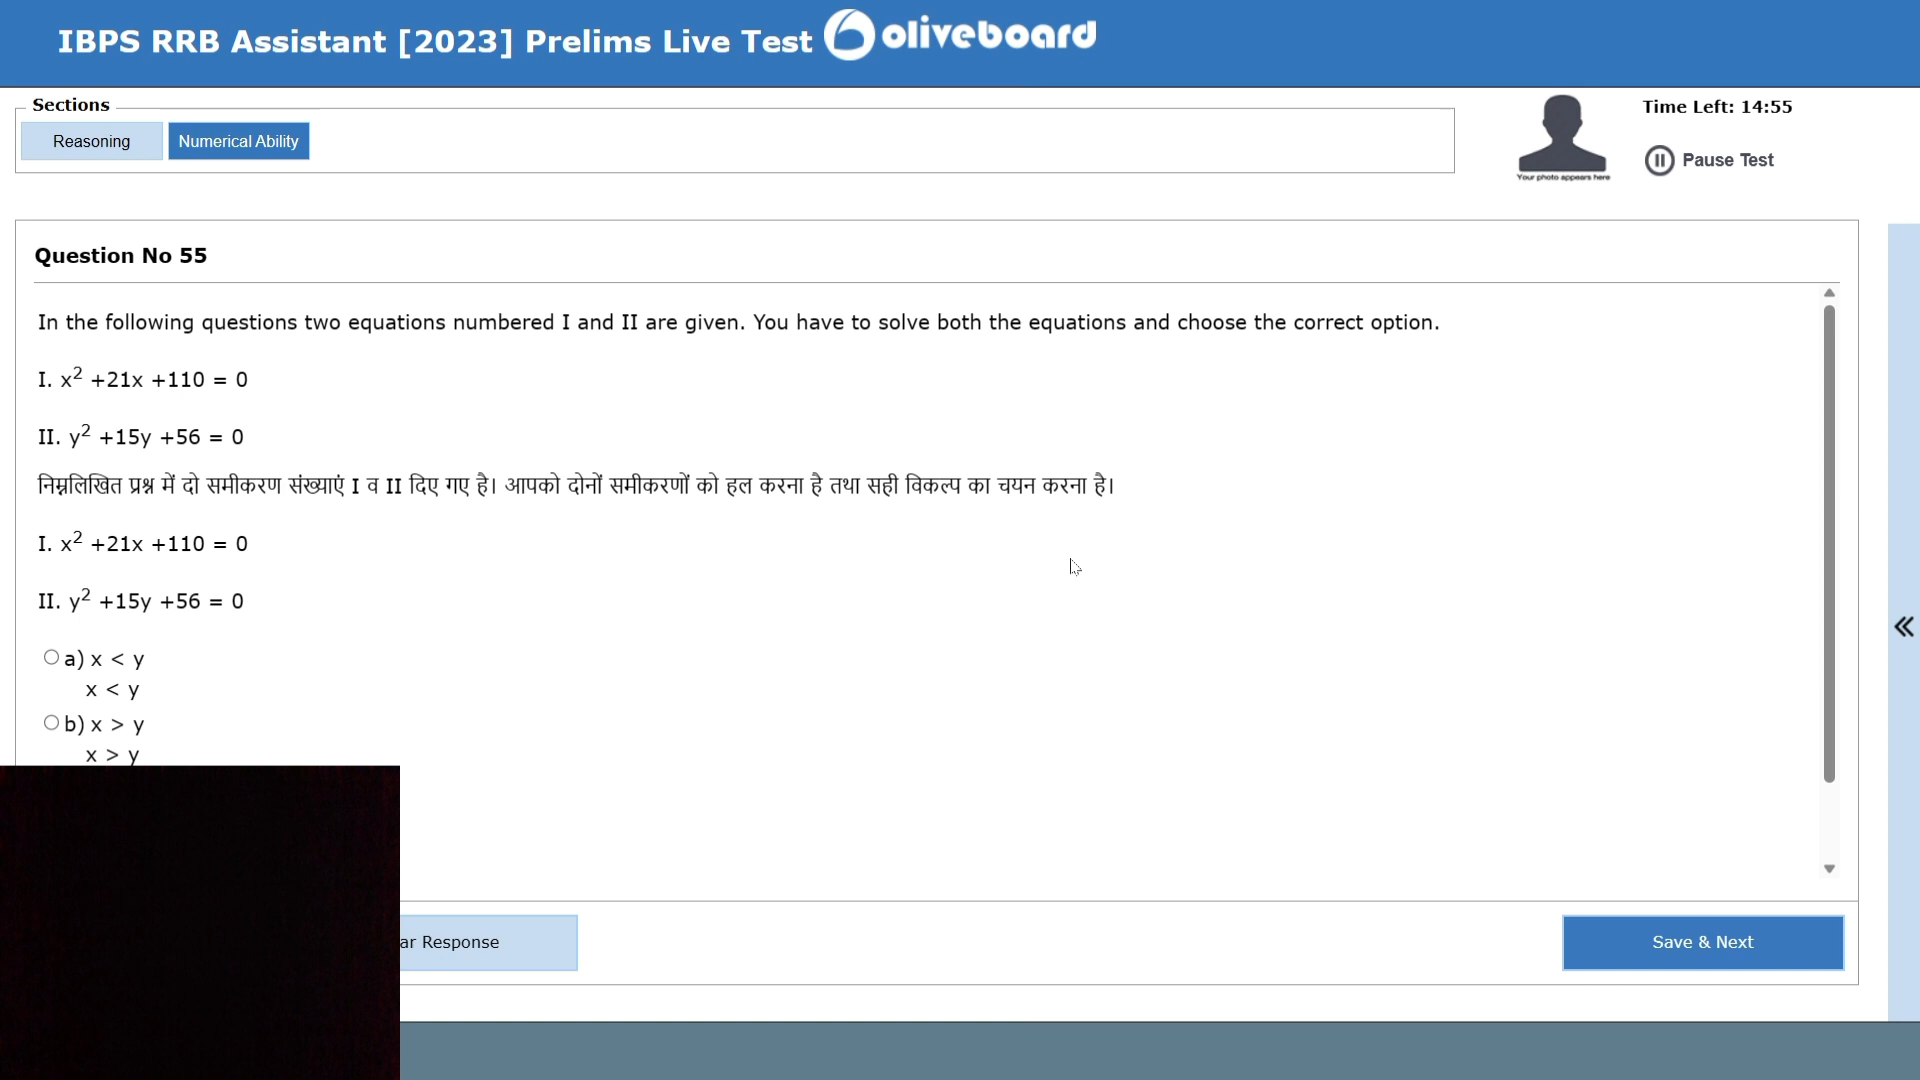 IBPS RRB Assistant [2023] Prelims Live Test oliveboard
Sections
Reasoning Numerical Ability
Your photo appears here
Time Left: 14:55
Pause Test
Question No 55
In the following questions two equations numbered I and II are given. You have to solve both the equations and choose the correct option.
I. x² +21x +110 = 0
II. y² +15y +56 = 0
निम्नलिखित प्रश्न में दो समीकरण संख्याएं I व II दिए गए है। आपको दोनों समीकरणों को हल करना है तथा सही विकल्प का चयन करना है।
I. x² +21x +110 = 0
II. y² +15y +56 = 0
a) x < y
x < y
b) x > y
x > y
ar Response
Save & Next